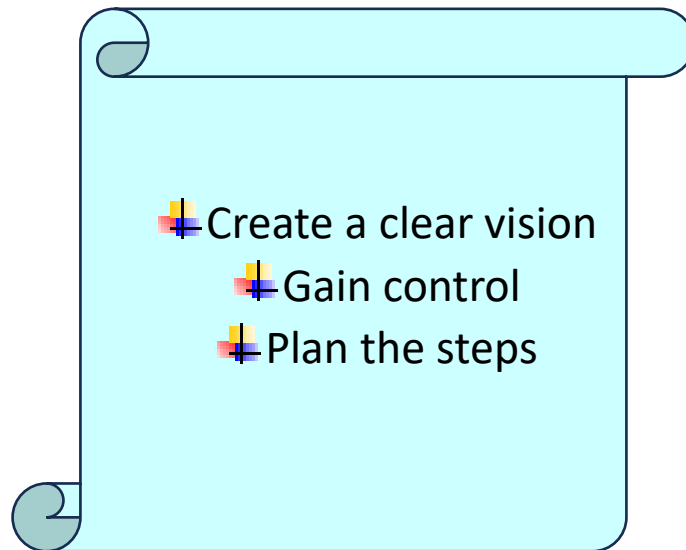 Create a clear vision
Gain control
Plan the steps